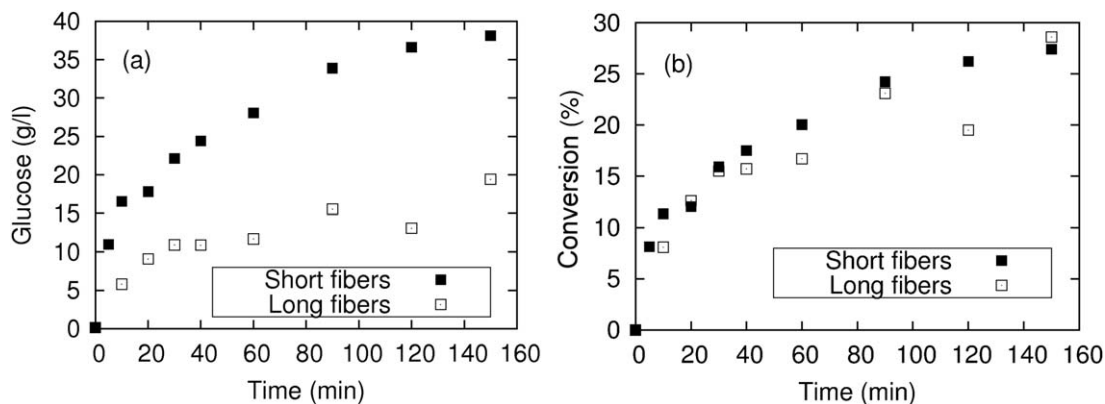 (a)
Glucose (g/l)
40
35
30
25
20
15
10
5
0
Short fibers
Long fibers
0 20 40 60 80 100 120 140 160
Time (min)
(b)
Conversion (%)
30
25
20
15
10
5
0
Short fibers
Long fibers
0 20 40 60 80 100 120 140 160
Time (min)